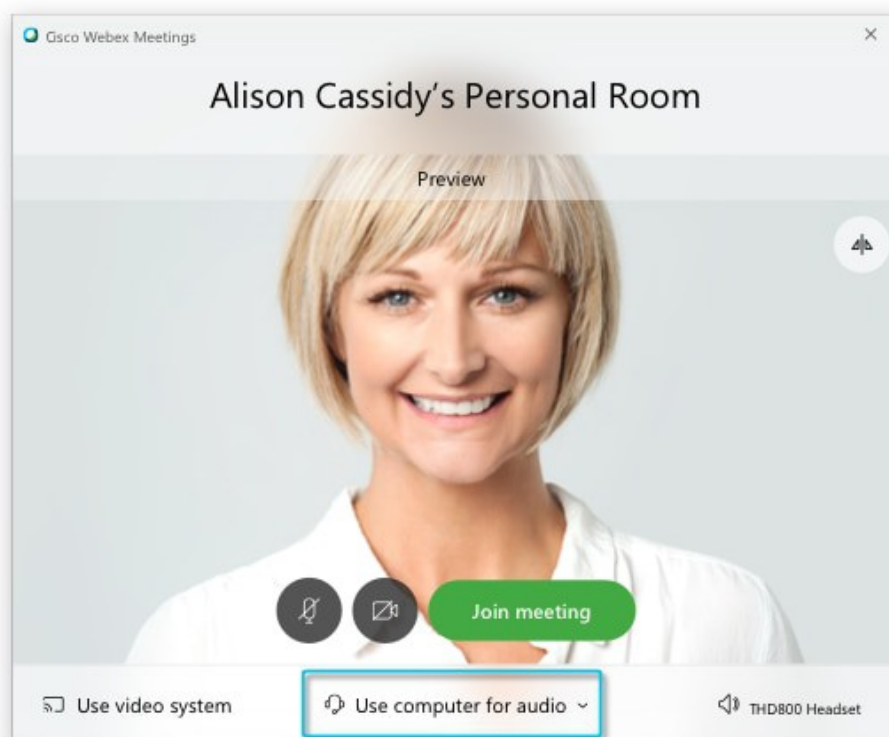 Cisco Webex Meetings
Alison Cassidy's Personal Room
Preview
Join meeting
Use video system
Use computer for audio
THD800 Headset